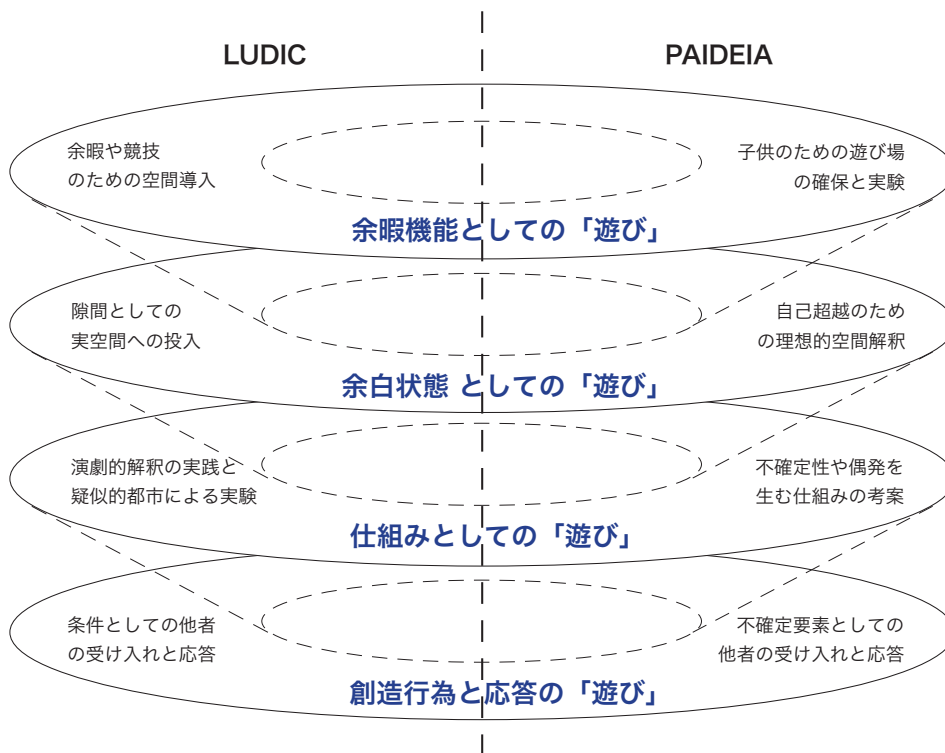 LUDIC
PAIDEIA
余暇や競技
のための空間導入
子供のための遊び場
の確保と実験
余暇機能としての「遊び」
隙間としての
実空間への投入
自己超越のため
の理想的空間解釈
余白状態 としての「遊び」
演劇的解釈の実践と
疑似的都市による実験
不確定性や偶発を
生む仕組みの考案
仕組みとしての「遊び」
条件としての他者
の受け入れと応答
不確定要素としての
他者の受け入れと応答
創造行為と応答の「遊び」